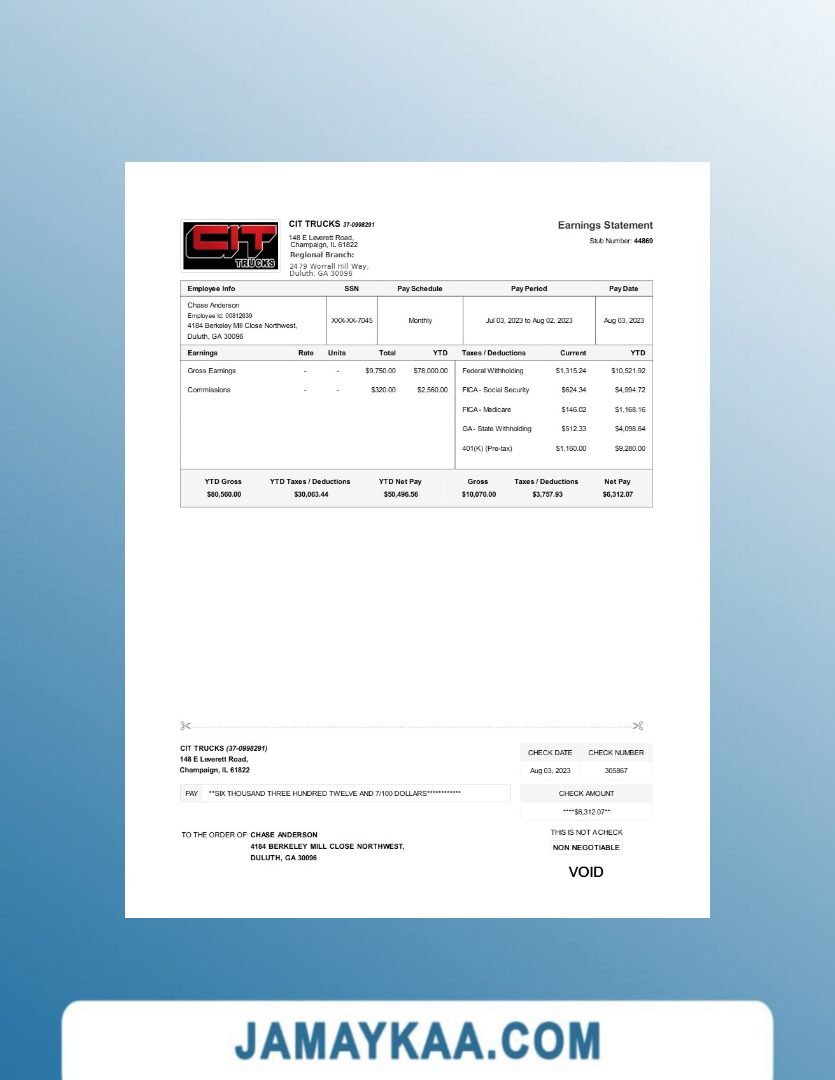 CIT
TRUCKS
CIT TRUCKS 37-0998291
148 E Leverett Road,
Champaign, IL 61822
Regional Branch:
2479 Worrall Hill Way,
Duluth, GA 30096
Earnings Statement
Stub Number: 44869
Employee Info SSN Pay Schedule Pay Period Pay Date
Chase Anderson
Employee Id: 00812639
4184 Berkeley Mill Close Northwest,
Duluth, GA 30096
XXX-XX-7045 Monthly Jul 03, 2023 to Aug 02, 2023 Aug 03, 2023
Earnings Rate Units Total YTD Taxes / Deductions Current YTD
Gross Earnings - - $9,750.00 $78,000.00 Federal Withholding $1,315.24 $10,521.92
Commissions - - $320.00 $2,560.00 FICA - Social Security $624.34 $4,994.72
FICA - Medicare $146.02 $1,168.16
GA - State Withholding $512.33 $4,098.64
401(K) (Pre-tax) $1,160.00 $9,280.00
YTD Gross YTD Taxes / Deductions YTD Net Pay Gross Taxes / Deductions Net Pay
$80,560.00 $30,063.44 $50,496.56 $10,070.00 $3,757.93 $6,312.07
CIT TRUCKS (37-0998291)
148 E Leverett Road,
Champaign, IL 61822
CHECK DATE CHECK NUMBER
Aug 03, 2023 305867
PAY **SIX THOUSAND THREE HUNDRED TWELVE AND 7/100 DOLLARS************
CHECK AMOUNT
****$6,312.07**
TO THE ORDER OF: CHASE ANDERSON
4184 BERKELEY MILL CLOSE NORTHWEST,
DULUTH, GA 30096
THIS IS NOT A CHECK
NON NEGOTIABLE
VOID
JAMAYKAA.COM